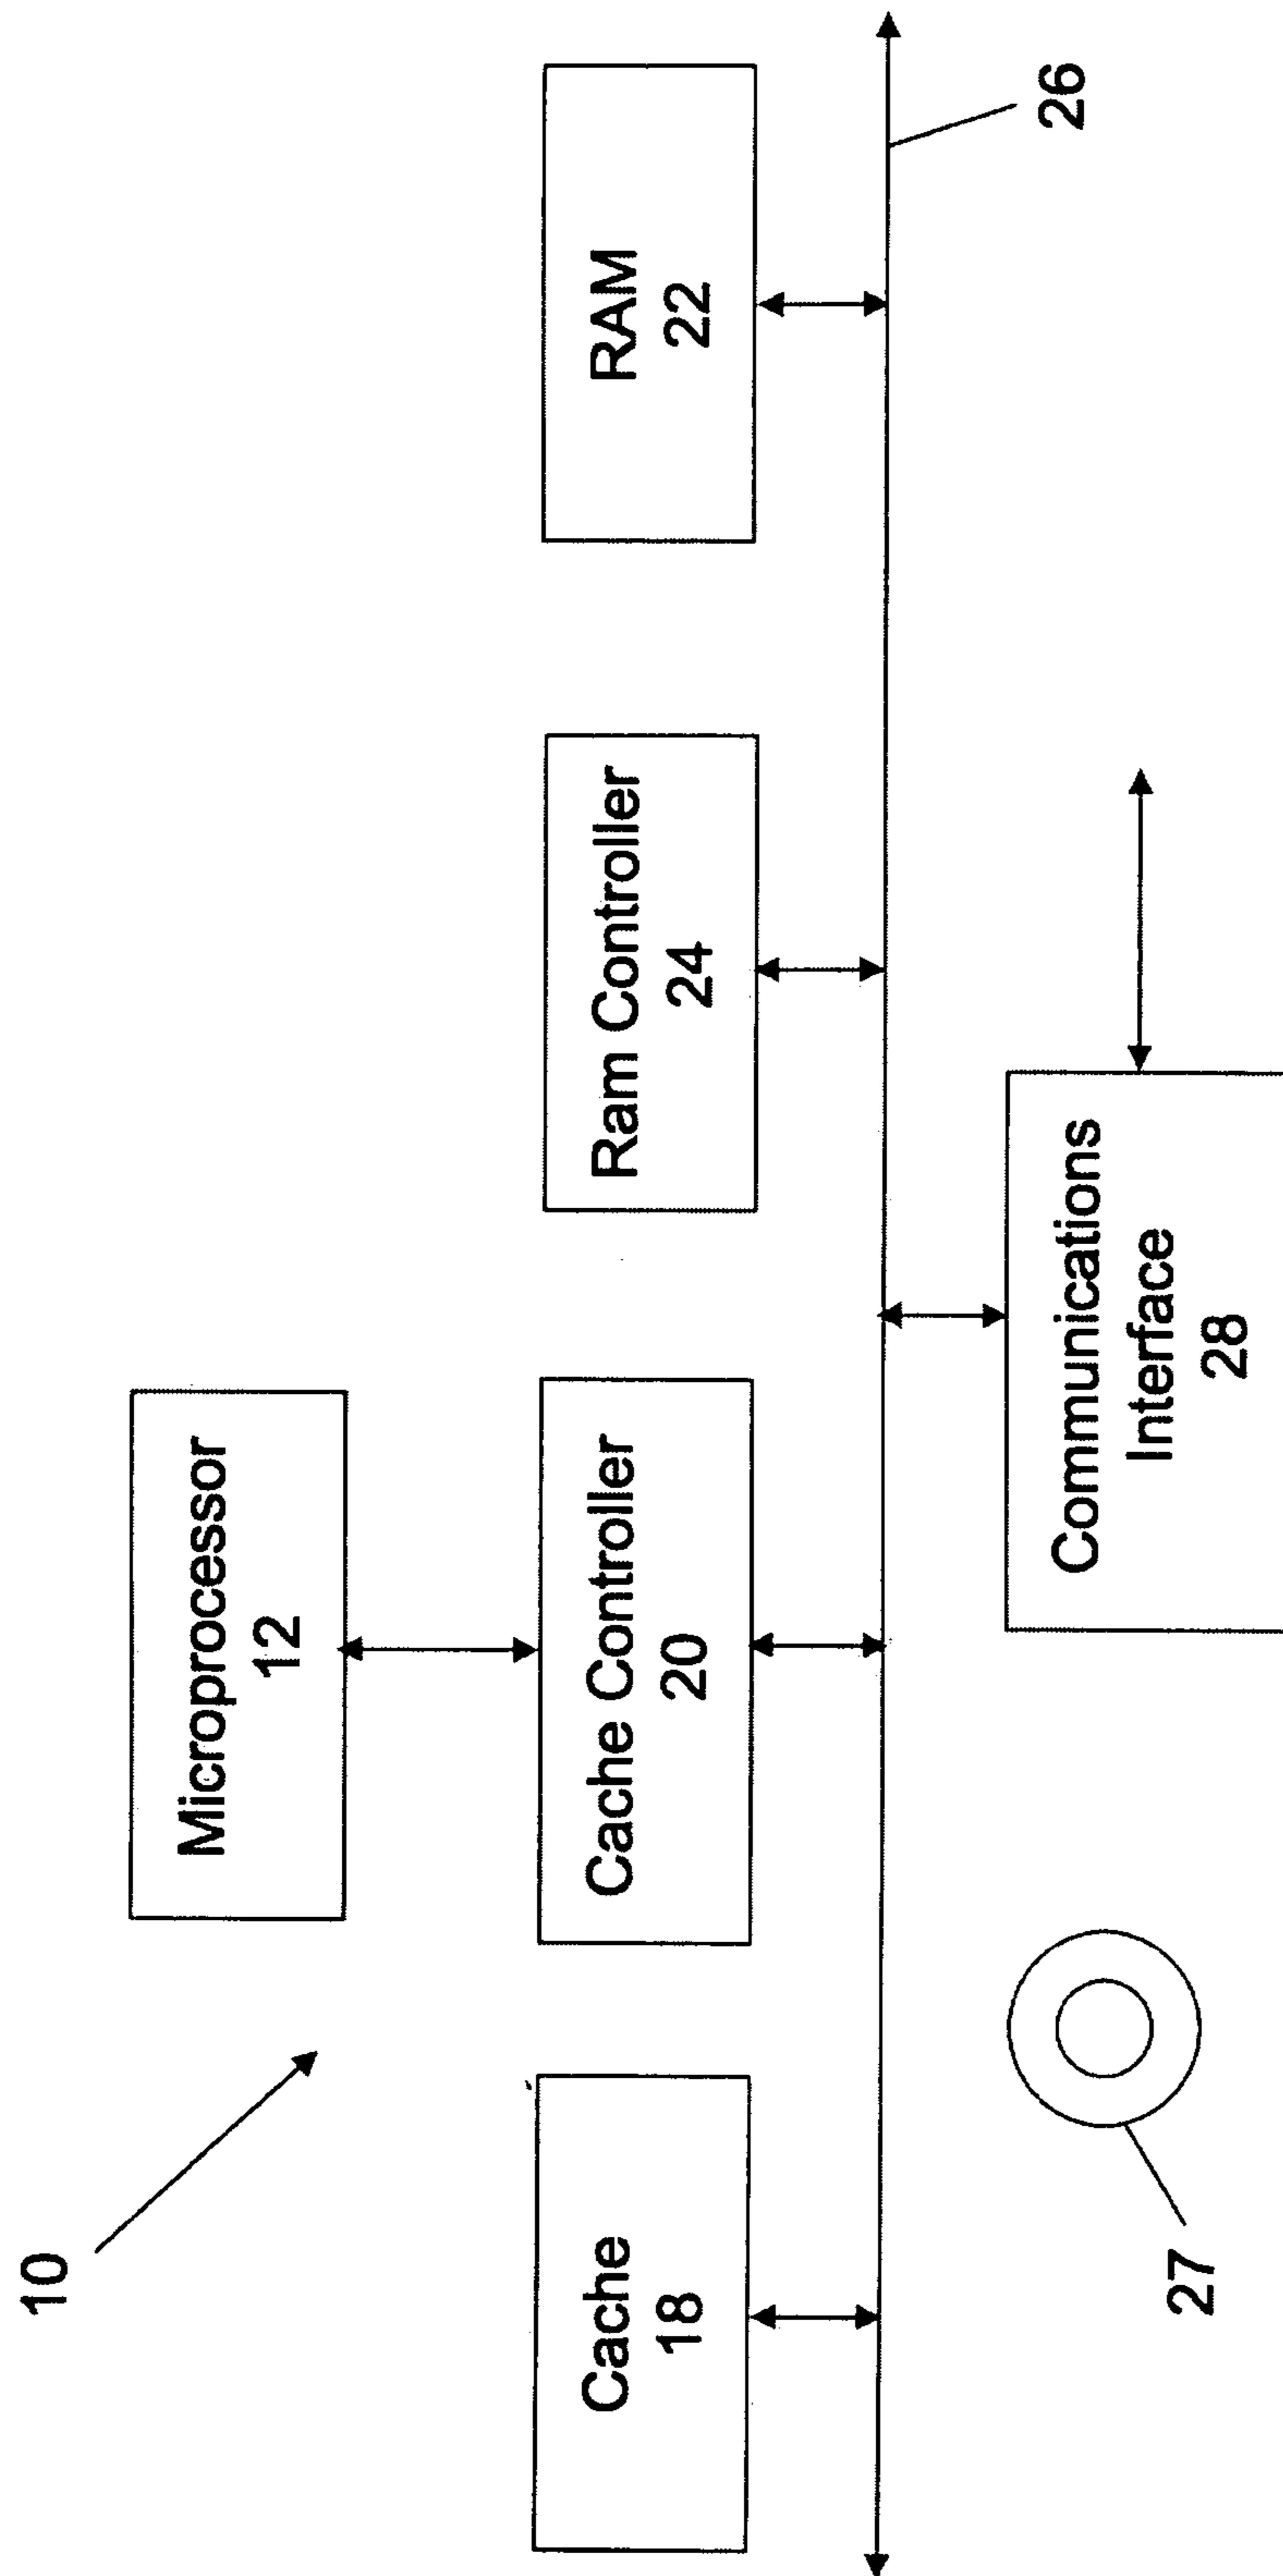 10
Microprocessor
12
Cache
18
Cache Controller
20
Ram Controller
24
RAM
22
26
27
Communications
Interface
28